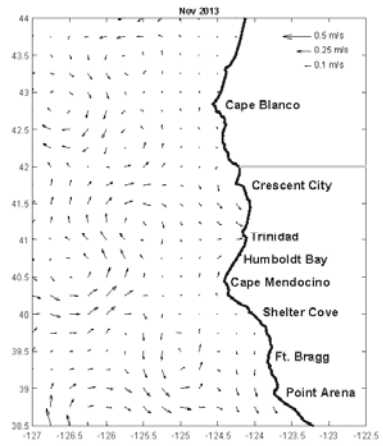 Nov 2013
44
0.5 m/s
43.5
0.25 m/s
0.1 m/s
43
Cape Blanco
42.5
42
Crescent City
41.5
Trinidad
41
Humboldt Bay
40.5
Cape Mendocino
Shelter Cove
40
39.5
Ft. Bragg
39
Point Arena
38.5
-127 -126.5 -126 -125.5 -125 -124.5 -124 -123.5 -123 -122.5